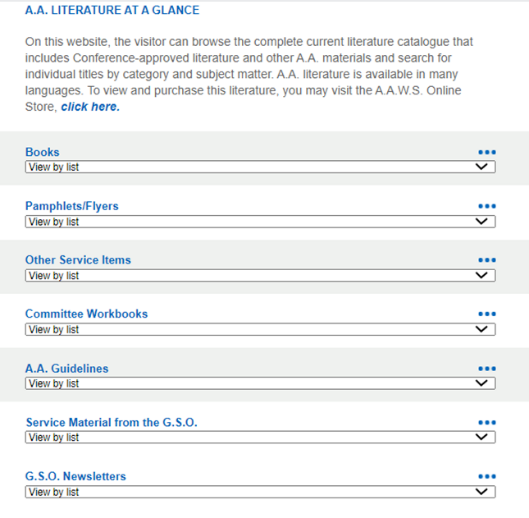 A.A. LITERATURE AT A GLANCE
On this website, the visitor can browse the complete current literature catalogue that
includes Conference-approved literature and other A.A. materials and search for
individual titles by category and subject matter. A.A. literature is available in many
languages. To view and purchase this literature, you may visit the A.A.W.S. Online
Store, click here.
Books
View by list
Pamphlets/Flyers
View by list
Other Service Items
View by list
Committee Workbooks
View by list
A.A. Guidelines
View by list
Service Material from the G.S.O.
View by list
G.S.O. Newsletters
View by list